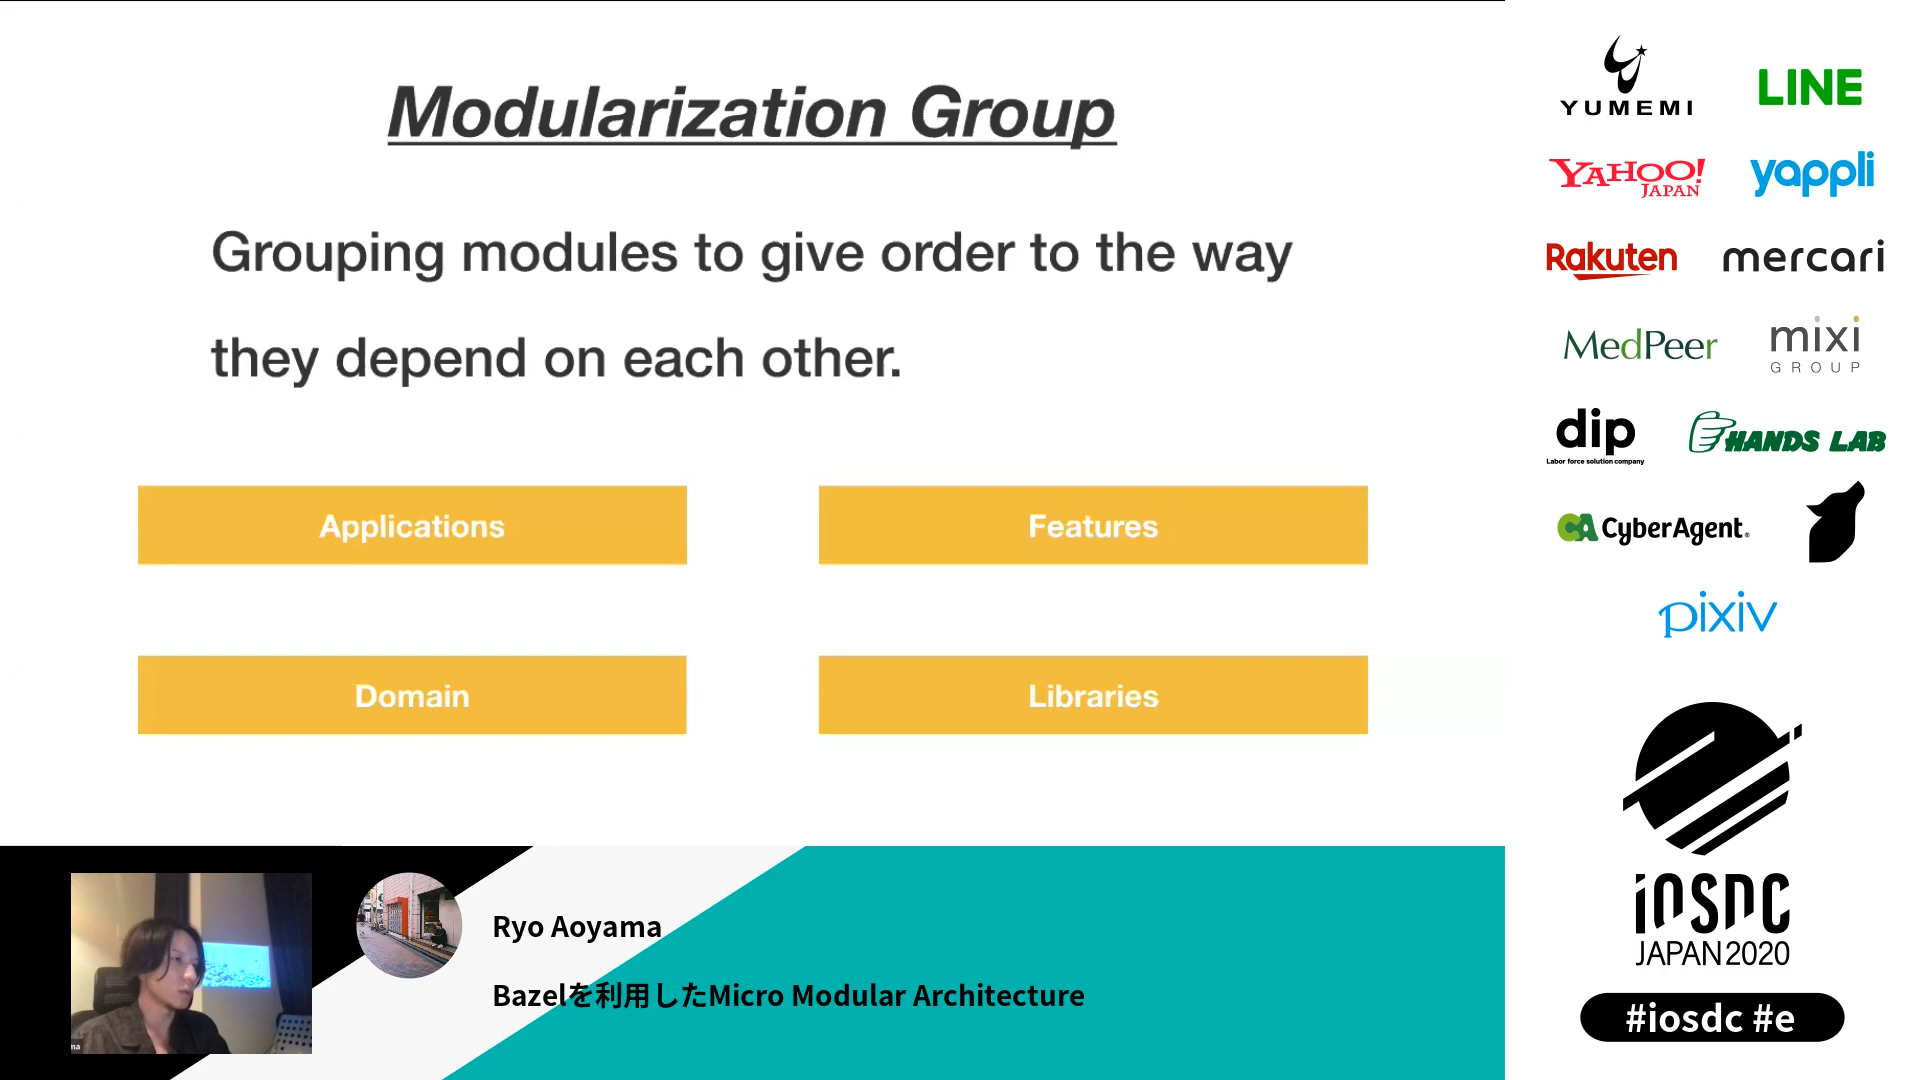 Modularization Group
Grouping modules to give order to the way
they depend on each other.
Applications
Features
Domain
Libraries
Ryo Aoyama
Bazelを利用したMicro Modular Architecture
YUMEMI
LINE
YAHOO!
JAPAN
yappli
Rakuten
mercari
MedPeer
mixi
GROUP
dip
Labor force solution company
HANDS LAB
CA CyberAgent
pixiv
iOSDC
JAPAN 2020
#iosdc #e